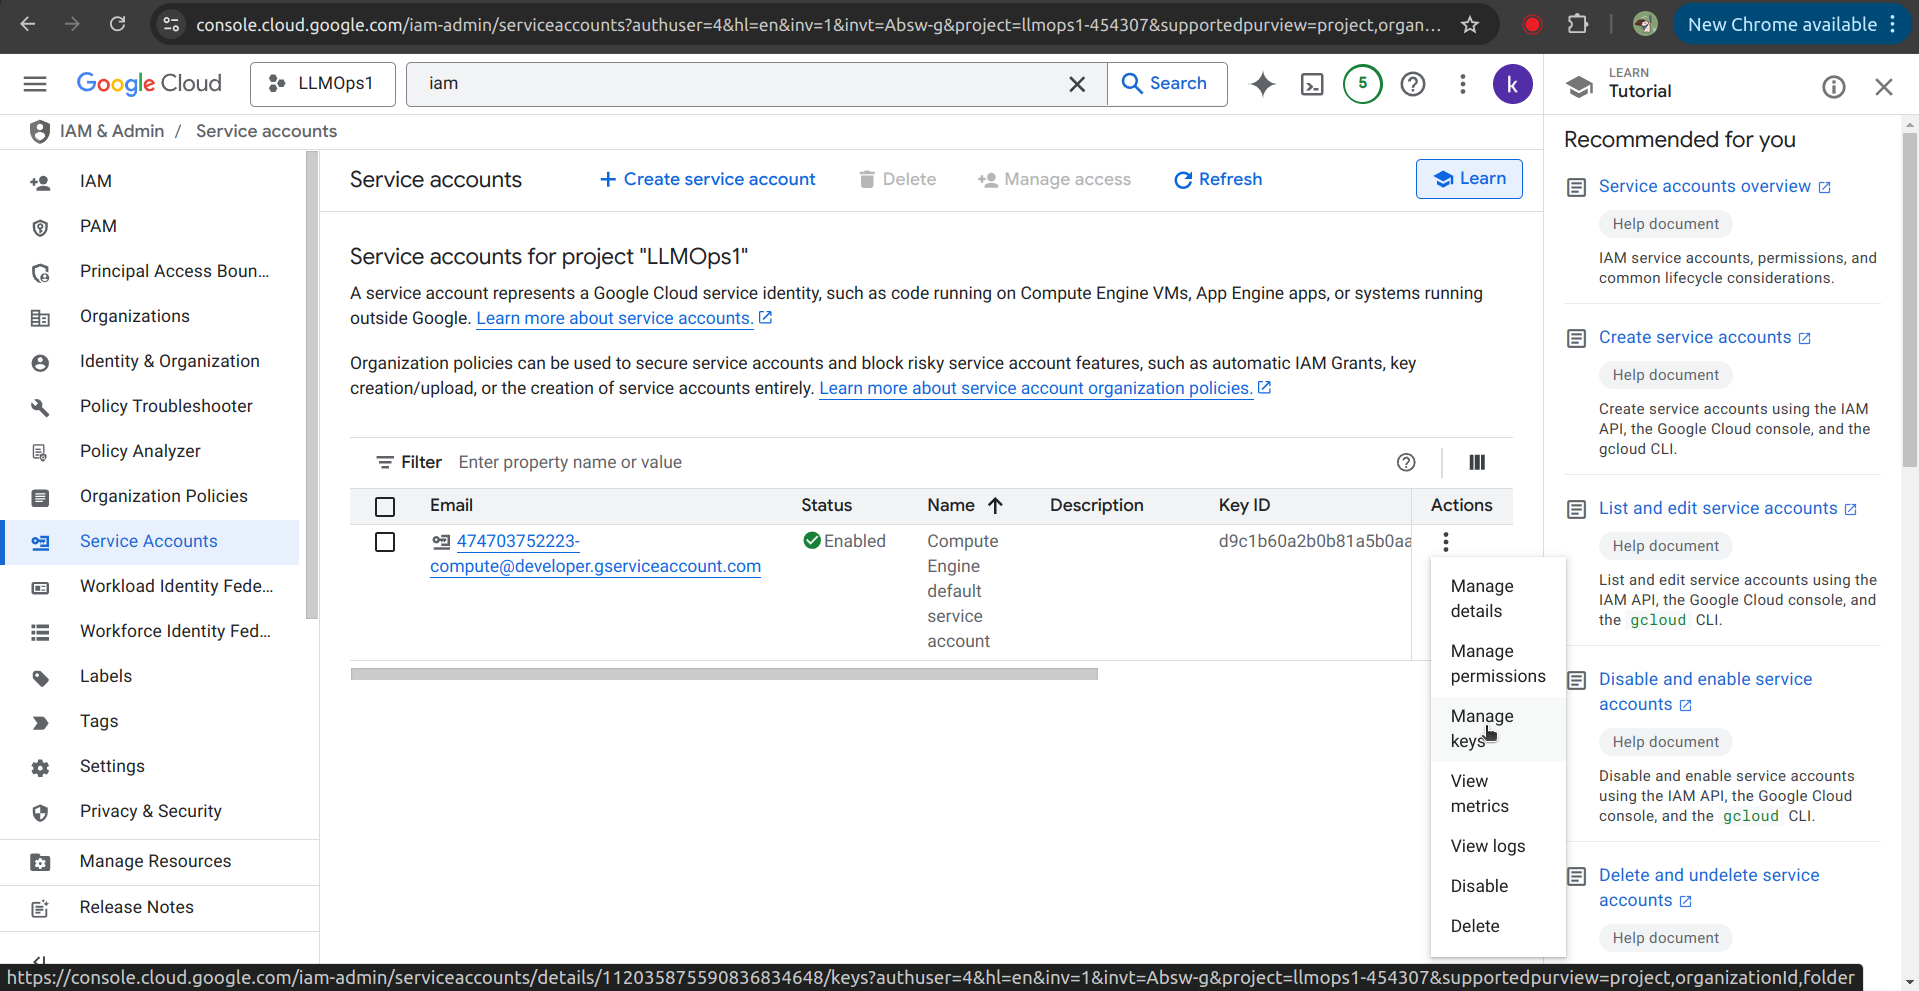 console.cloud.google.com/iam-admin/serviceaccounts?authuser=4&hl=en&inv=1&invt=Absw-g&project=llmops1-454307&supportedpurview=project,organ...
New Chrome available
Google Cloud
LLMOps1
iam
Search
5
k
LEARN
Tutorial
IAM & Admin / Service accounts
IAM
PAM
Principal Access Boun...
Organizations
Identity & Organization
Policy Troubleshooter
Policy Analyzer
Organization Policies
Service Accounts
Workload Identity Fede...
Workforce Identity Fed...
Labels
Tags
Settings
Privacy & Security
Manage Resources
Release Notes
Service accounts
Create service account
Delete
Manage access
Refresh
Learn
Service accounts for project "LLMOps1"
A service account represents a Google Cloud service identity, such as code running on Compute Engine VMs, App Engine apps, or systems running
outside Google. Learn more about service accounts.
Organization policies can be used to secure service accounts and block risky service account features, such as automatic IAM Grants, key
creation/upload, or the creation of service accounts entirely. Learn more about service account organization policies.
Filter Enter property name or value
Email Status Name Description Key ID Actions
474703752223-
compute@developer.gserviceaccount.com
Enabled
Compute
Engine
default
service
account
d9c1b60a2b0b81a5b0aa
Manage
details
Manage
permissions
Manage
keys
View
metrics
View logs
Disable
Delete
Recommended for you
Service accounts overview
Help document
IAM service accounts, permissions, and
common lifecycle considerations.
Create service accounts
Help document
Create service accounts using the IAM
API, the Google Cloud console, and the
gcloud CLI.
List and edit service accounts
Help document
List and edit service accounts using the
IAM API, the Google Cloud console, and
the gcloud CLI.
Disable and enable service
accounts
Help document
Disable and enable service accounts
using the IAM API, the Google Cloud
console, and the gcloud CLI.
Delete and undelete service
accounts
Help document
https://console.cloud.google.com/iam-admin/serviceaccounts/details/112035875590836834648/keys?authuser=4&hl=en&inv=1&invt=Absw-g&project=llmops1-454307&supportedpurview=project,organizationId,folder